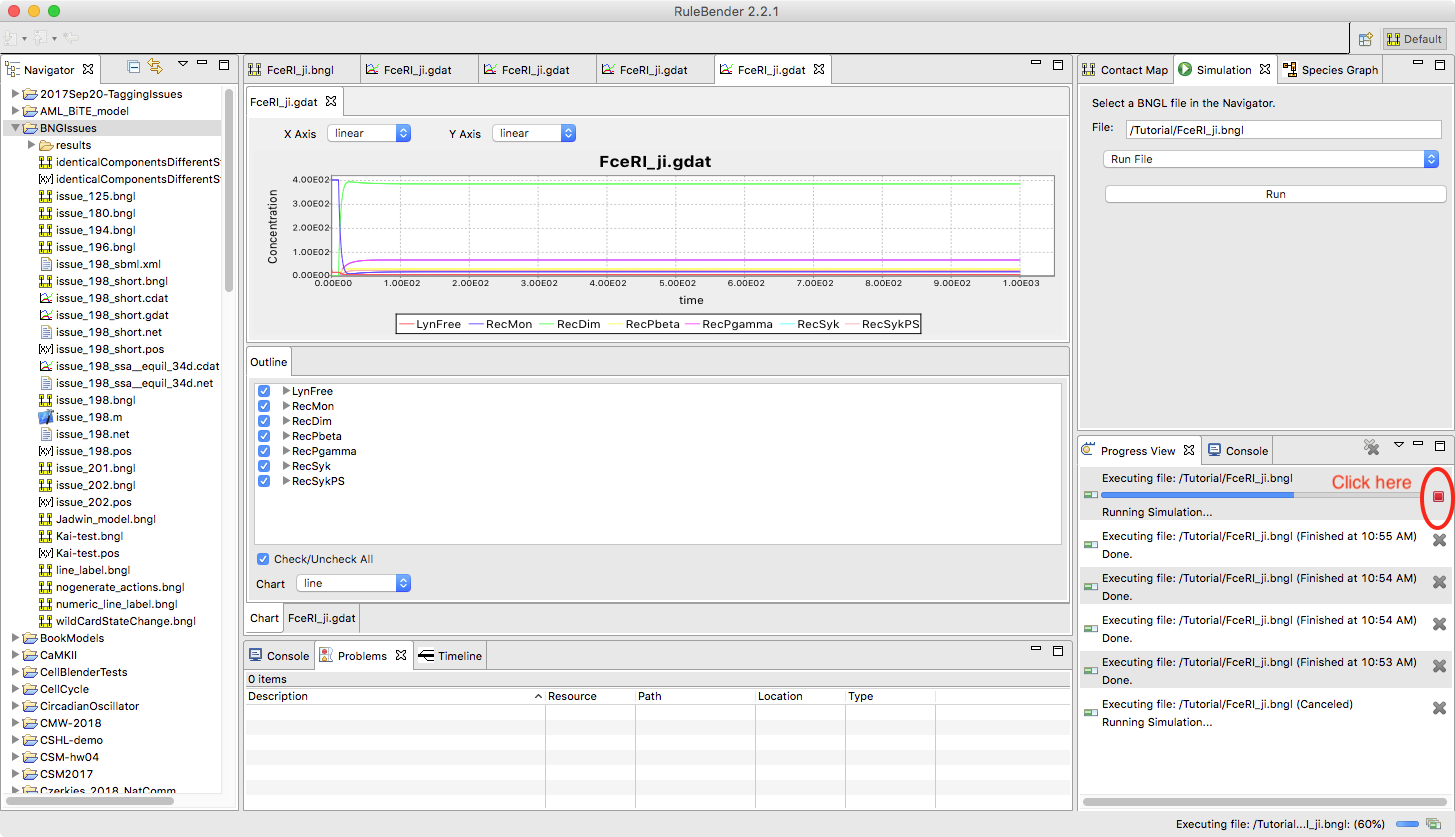 RuleBender 2.2.1
Default
Navigator
2017Sep20-TaggingIssues
AML_BiTE_model
BNGIssues
results
identicalComponentsDifferentS
identicalComponentsDifferentS
issue_125.bngl
issue_180.bngl
issue_194.bngl
issue_196.bngl
issue_198_sbml.xml
issue_198_short.bngl
issue_198_short.cdat
issue_198_short.gdat
issue_198_short.net
issue_198_short.pos
issue_198_ssa__equil_34d.cdat
issue_198_ssa__equil_34d.net
issue_198.bngl
issue_198.m
issue_198.net
issue_198.pos
issue_201.bngl
issue_202.bngl
issue_202.pos
Jadwin_model.bngl
Kai-test.bngl
Kai-test.pos
line_label.bngl
nogenerate_actions.bngl
numeric_line_label.bngl
wildCardStateChange.bngl
BookModels
CaMKII
CellBlenderTests
CellCycle
CircadianOscillator
CMW-2018
CSHL-demo
CSM-hw04
CSM2017
Czerkies_2018_NatComm
FceRI_ji.bngl FceRI_ji.gdat FceRI_ji.gdat FceRI_ji.gdat FceRI_ji.gdat
FceRI_ji.gdat
X Axis linear Y Axis linear
FceRI_ji.gdat
Concentration
4.00E02
3.00E02
2.00E02
1.00E02
0.00E00
0.00E00 1.00E02 2.00E02 3.00E02 4.00E02 5.00E02 6.00E02 7.00E02 8.00E02 9.00E02 1.00E03
time
LynFree RecMon RecDim RecPbeta RecPgamma RecSyk RecSykPS
Outline
LynFree
RecMon
RecDim
RecPbeta
RecPgamma
RecSyk
RecSykPS
Check/Uncheck All
Chart line
Chart FceRI_ji.gdat
Console Problems Timeline
0 items
Description Resource Path Location Type
Contact Map Simulation Species Graph
Select a BNGL file in the Navigator.
File: /Tutorial/FceRI_ji.bngl
Run File
Run
Progress View Console
Executing file: /Tutorial/FceRI_ji.bngl
Click here
Running Simulation...
Executing file: /Tutorial/FceRI_ji.bngl (Finished at 10:55 AM)
Done.
Executing file: /Tutorial/FceRI_ji.bngl (Finished at 10:54 AM)
Done.
Executing file: /Tutorial/FceRI_ji.bngl (Finished at 10:54 AM)
Done.
Executing file: /Tutorial/FceRI_ji.bngl (Finished at 10:53 AM)
Done.
Executing file: /Tutorial/FceRI_ji.bngl (Canceled)
Running Simulation...
Executing file: /Tutorial...I_ji.bngl: (60%)